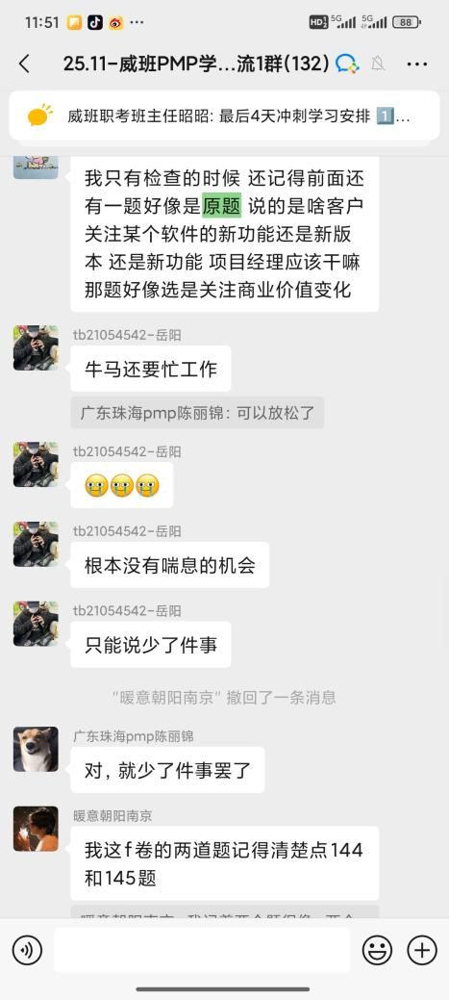 11:51
HD 5G 5G 88
25.11-威班PMP学...流1群(132)
威班职考班主任昭昭: 最后4天冲刺学习安排 1...
我只有检查的时候 还记得前面还
有一题好像是原题 说的是啥客户
关注某个软件的新功能还是新版
本 还是新功能 项目经理应该干嘛
那题好像选是关注商业价值变化
tb21054542-岳阳
牛马还要忙工作
广东珠海pmp陈丽锦: 可以放松了
tb21054542-岳阳
tb21054542-岳阳
根本没有喘息的机会
tb21054542-岳阳
只能说少了件事
“暖意朝阳南京” 撤回了一条消息
广东珠海pmp陈丽锦
对, 就少了件事罢了
暖意朝阳南京
我这f卷的两道题记得清楚点144
和145题